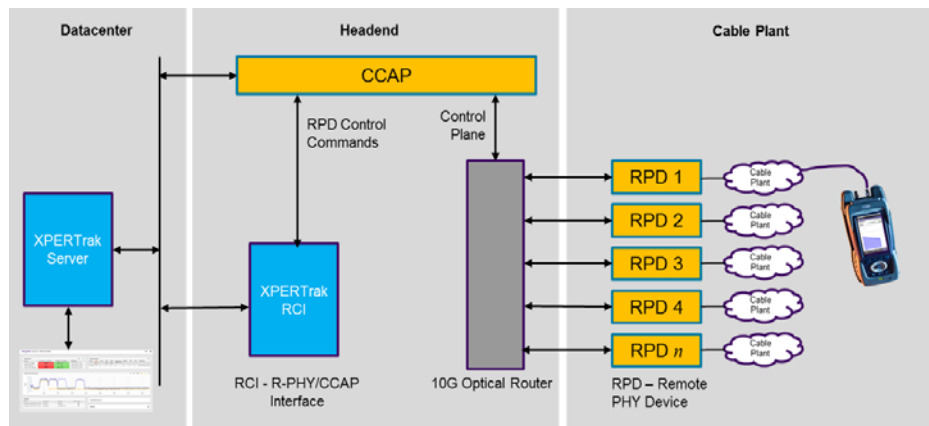 Datacenter
Headend
Cable Plant
CCAP
RPD Control
Commands
Control
Plane
XPERTrak
Server
XPERTrak
RCI
RPD 1
RPD 2
RPD 3
RPD 4
RPD n
Cable
Plant
Cable
Plant
Cable
Plant
Cable
Plant
Cable
Plant
RCI - R-PHY/CCAP
Interface
10G Optical Router
RPD – Remote
PHY Device